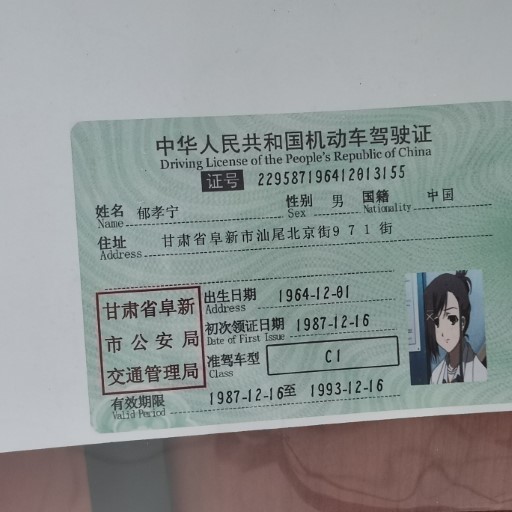 中华人民共和国机动车驾驶证
Driving License of the People's Republic of China
证号 229587196412013155
姓名 郁孝宁 性别 男 国籍 中国
Name Sex Nationality
住址 甘肃省阜新市汕尾北京街971街
Address
出生日期 1964-12-01
Address
甘肃省阜新
市公安局
交通管理局
初次领证日期 1987-12-16
Date of First Issue
准驾车型 C1
Class
有效期限 1987-12-16至 1993-12-16
Valid Period